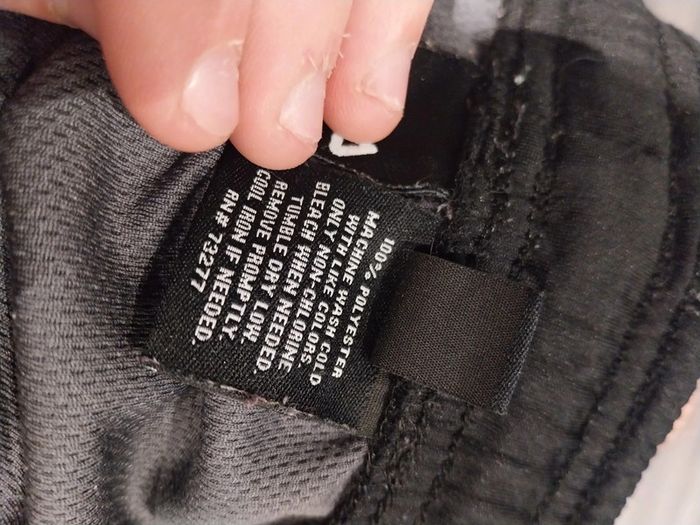 100% POLYESTER
MACHINE WASH COLD
WITH LIKE COLORS.
ONLY NON-CHLORINE
BLEACH WHEN NEEDED
TUMBLE DRY LOW.
REMOVE PROMPTLY.
COOL IRON IF NEEDED.
RN# 73277